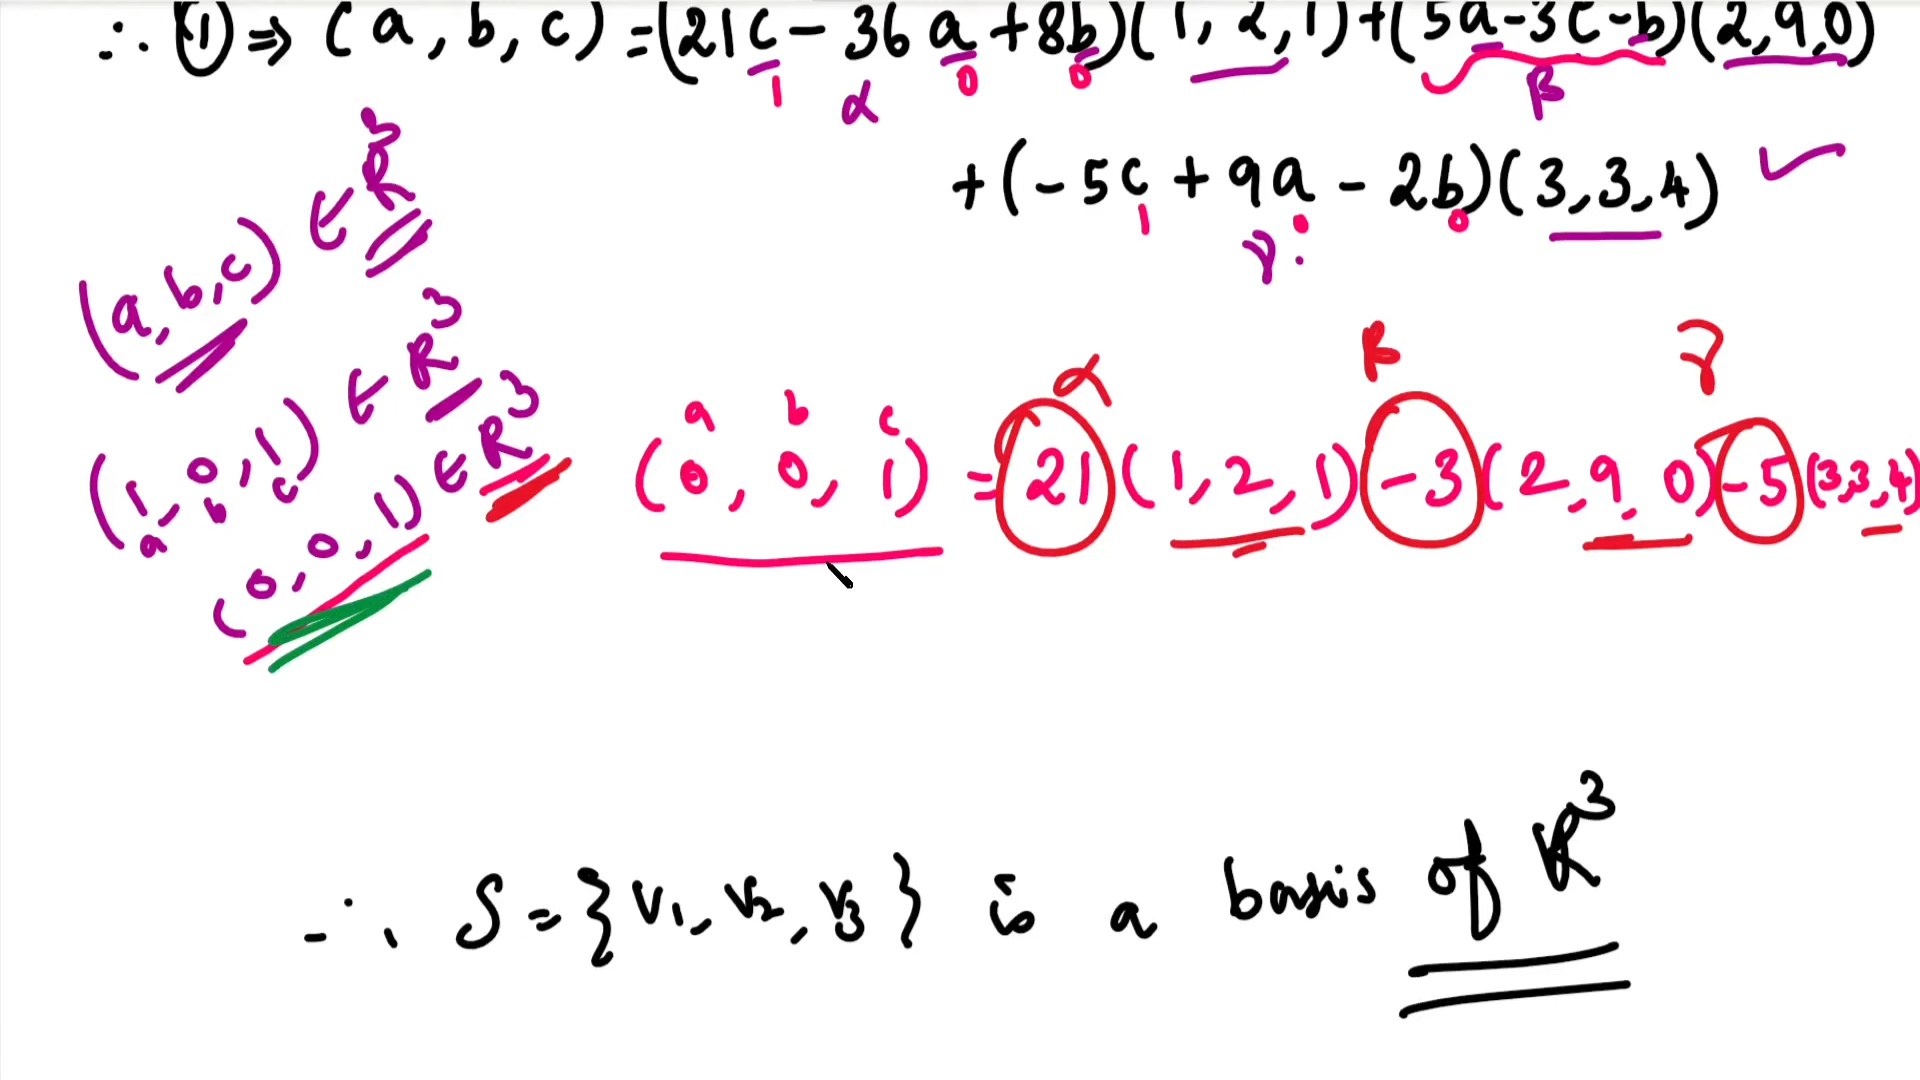 ∴ ① ⇒ (a, b, c) = (21c − 36a + 8b)(1, 2, 1) + (5a − 3c − b)(2, 9, 0)
1 α 0 0 β
+ (−5c + 9a − 2b)(3, 3, 4) ✓
1 γ 0 0
(a, b, c) ∈ R³
(1, 0, 1) ∈ R³
a b c
(0, 0, 1) ∈ R³
a b c α β γ
(0, 0, 1) = 21(1, 2, 1) −3(2, 9, 0) −5(3, 3, 4)
∴ S = {v₁, v₂, v₃} is a basis of R³